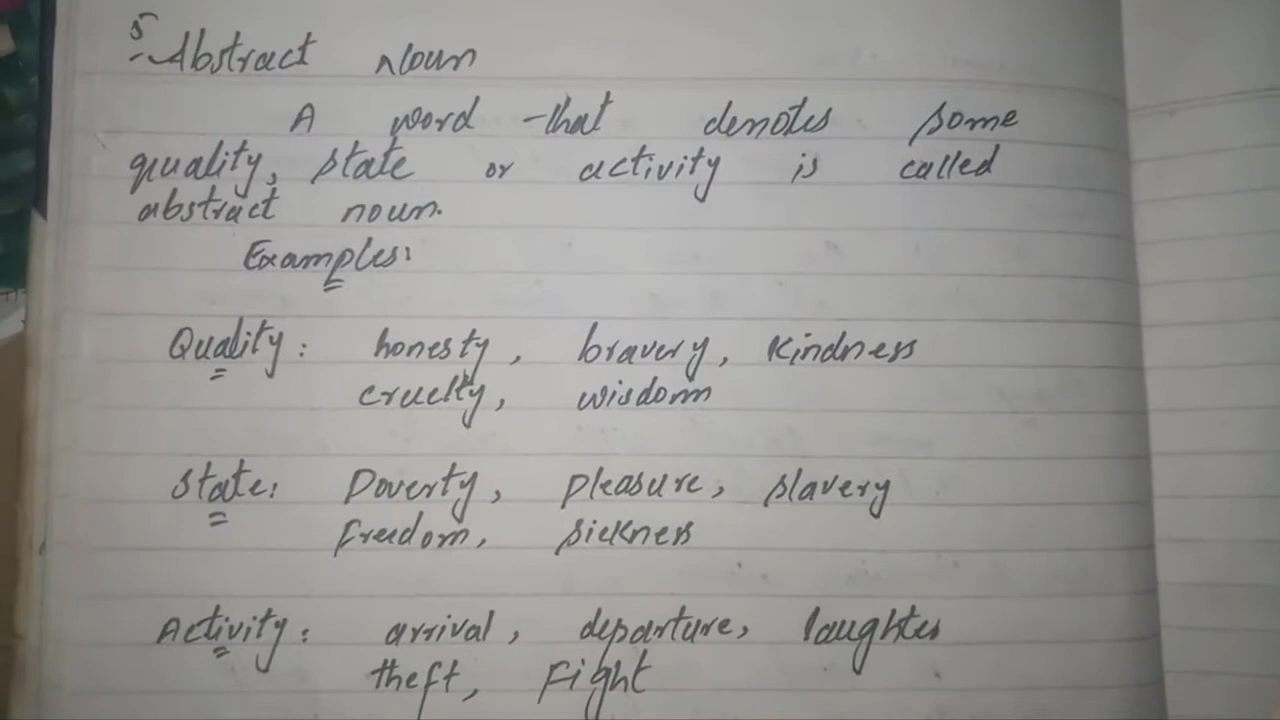 5- Abstract noun
A word that denotes some
quality, state or activity is called
abstract noun.
Examples:
Quality: honesty, bravery, kindness
cruelty, wisdom
State: Poverty, pleasure, slavery
freedom, sickness
Activity: arrival, departure, laughter
theft, Fight